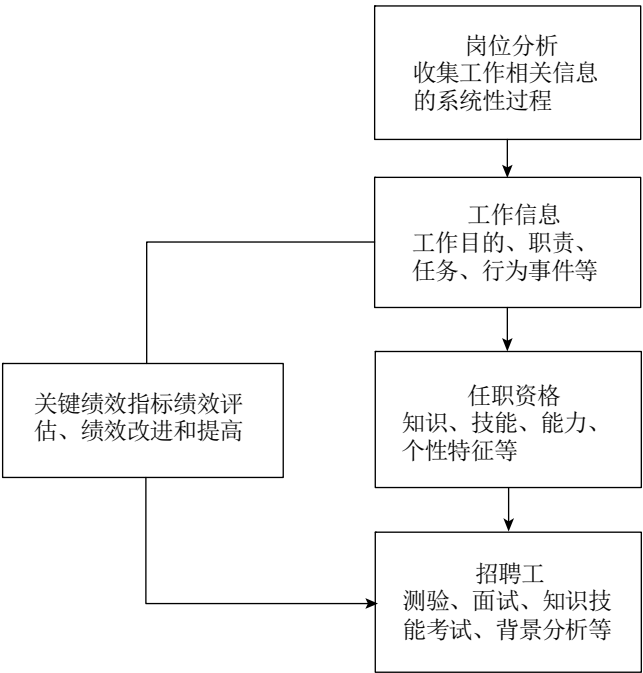 岗位分析
收集工作相关信息
的系统性过程
工作信息
工作目的、职责、
任务、行为事件等
关键绩效指标绩效评
估、绩效改进和提高
任职资格
知识、技能、能力、
个性特征等
招聘工
测验、面试、知识技
能考试、背景分析等